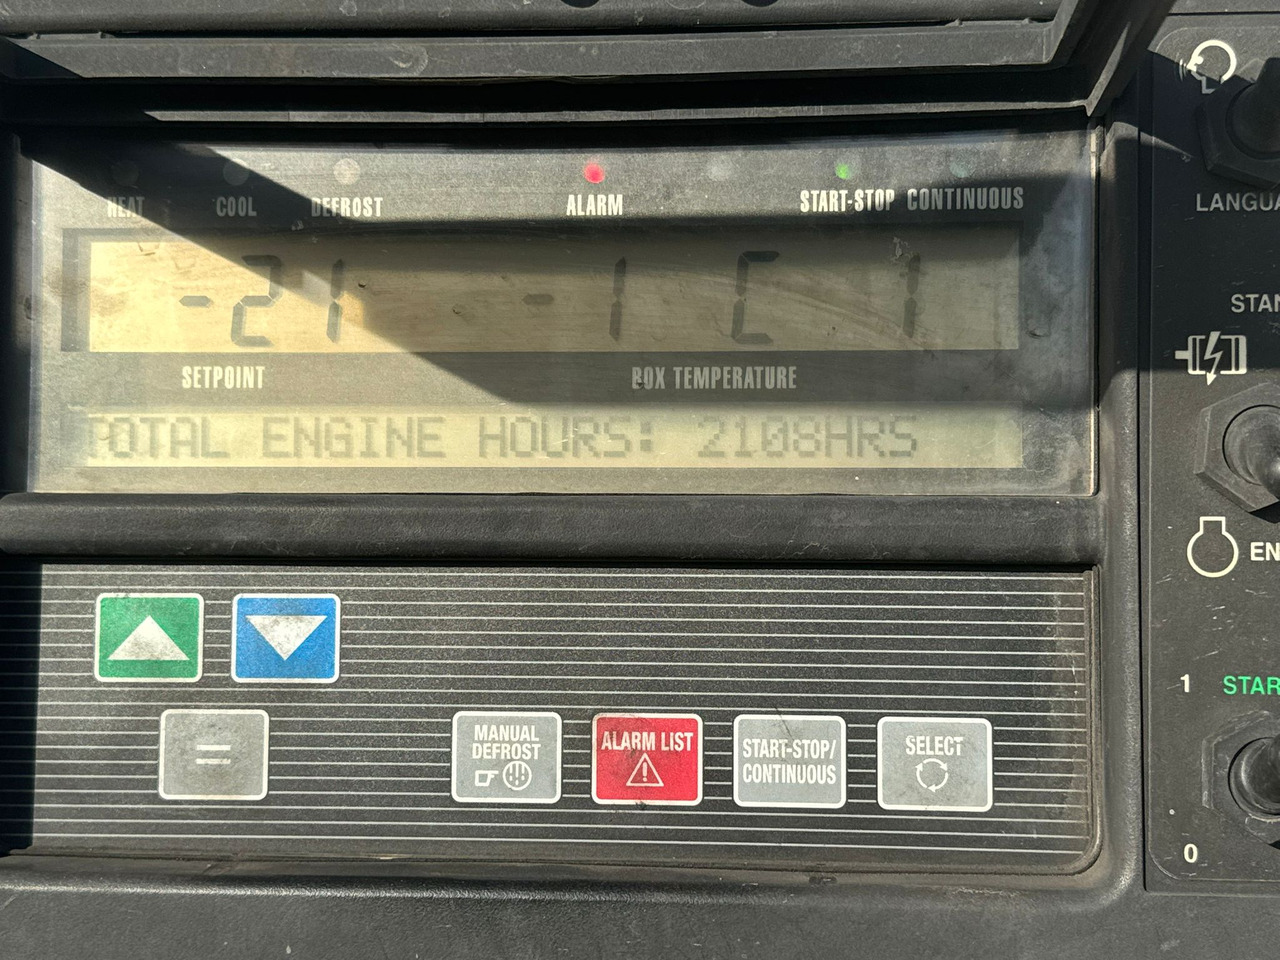 HEAT COOL DEFROST ALARM START-STOP CONTINUOUS
-21 -1 C 1
SETPOINT BOX TEMPERATURE
TOTAL ENGINE HOURS: 2108HRS
MANUAL
DEFROST
ALARM LIST
START-STOP/
CONTINUOUS
SELECT
LANGUA
STAN
EN
1 STAR
0